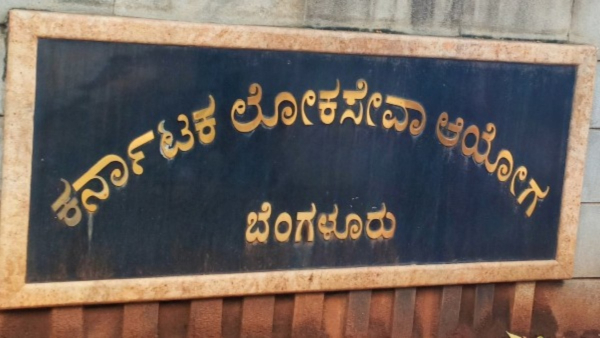 ಕರ್ನಾಟಕ ಲೋಕಸೇವಾ ಆಯೋಗ
ಬೆಂಗಳೂರು